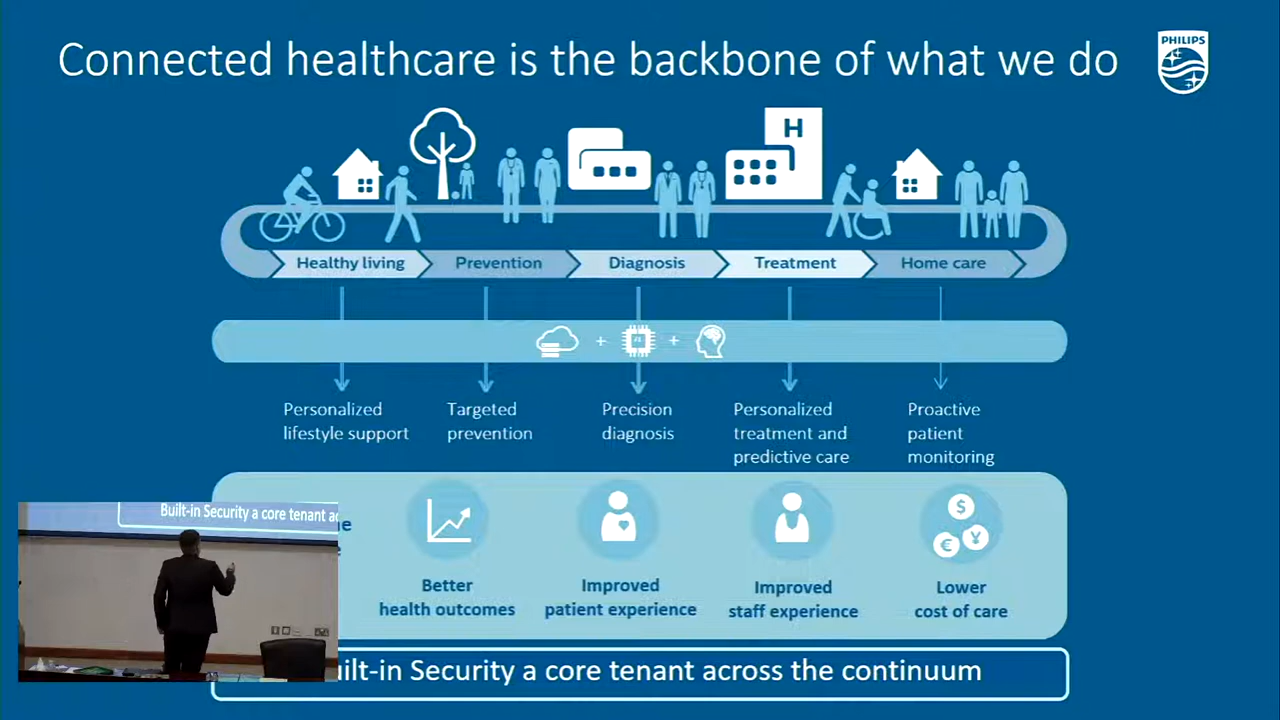 Connected healthcare is the backbone of what we do
PHILIPS
H
Healthy living
Prevention
Diagnosis
Treatment
Home care
+
+
Personalized
lifestyle support
Targeted
prevention
Precision
diagnosis
Personalized
treatment and
predictive care
Proactive
patient
monitoring
$
€
¥
Better
health outcomes
Improved
patient experience
Improved
staff experience
Lower
cost of care
Built-in Security a core tenant
uilt-in Security a core tenant across the continuum